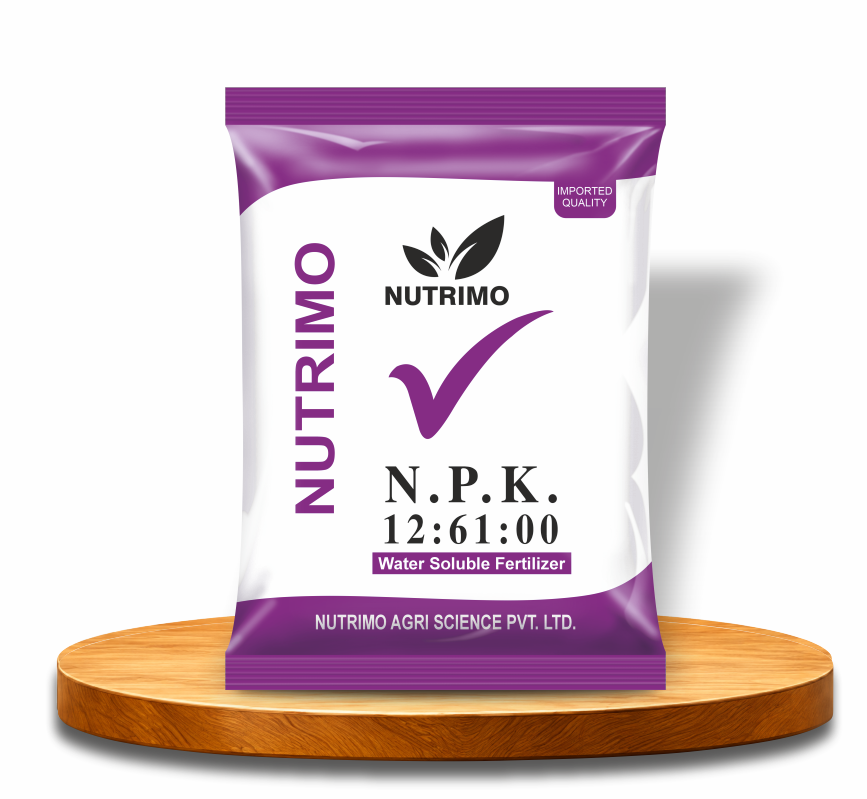 IMPORTED
QUALITY
NUTRIMO
NUTRIMO
N.P.K.
12:61:00
Water Soluble Fertilizer
NUTRIMO AGRI SCIENCE PVT. LTD.